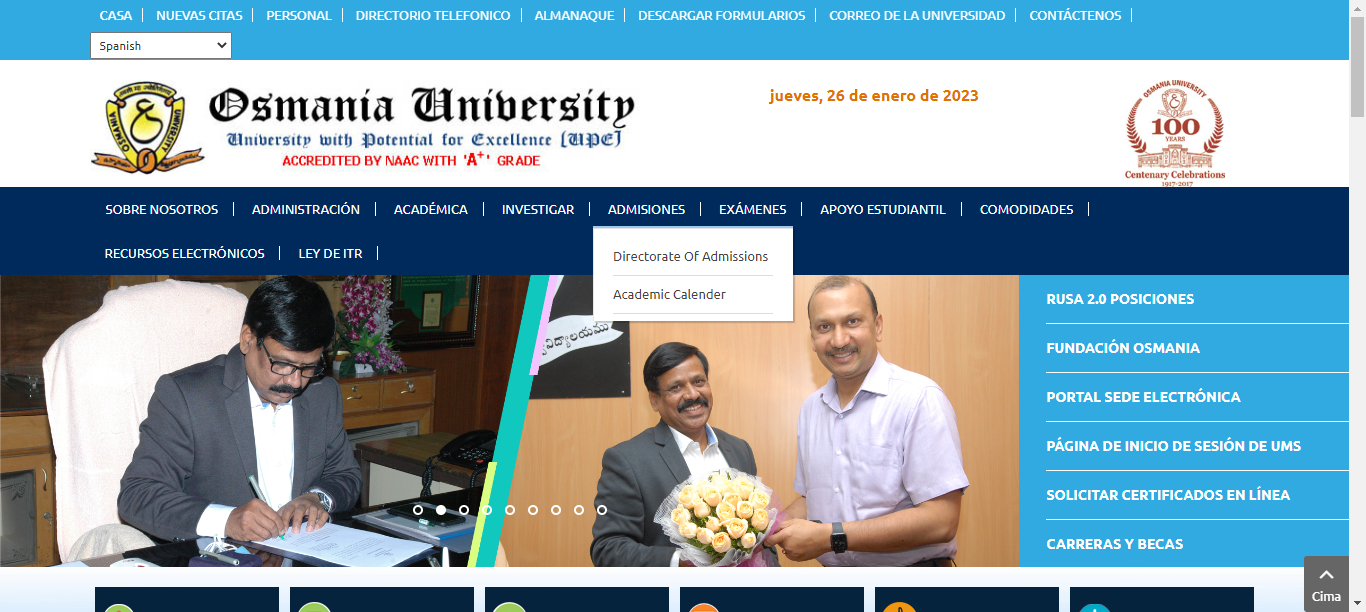 CASA
NUEVAS CITAS
PERSONAL
DIRECTORIO TELEFONICO
ALMANAQUE
DESCARGAR FORMULARIOS
CORREO DE LA UNIVERSIDAD
CONTÁCTENOS
Spanish
Osmania University
University with Potential for Excellence [UPE]
ACCREDITED BY NAAC WITH 'A+' GRADE
jueves, 26 de enero de 2023
OSMANIA UNIVERSITY
100
YEARS
Centenary Celebrations
1917-2017
SOBRE NOSOTROS
ADMINISTRACIÓN
ACADÉMICA
INVESTIGAR
ADMISIONES
EXÁMENES
APOYO ESTUDIANTIL
COMODIDADES
RECURSOS ELECTRÓNICOS
LEY DE ITR
Directorate Of Admissions
Academic Calender
RUSA 2.0 POSICIONES
FUNDACIÓN OSMANIA
PORTAL SEDE ELECTRÓNICA
PÁGINA DE INICIO DE SESIÓN DE UMS
SOLICITAR CERTIFICADOS EN LÍNEA
CARRERAS Y BECAS
Cima